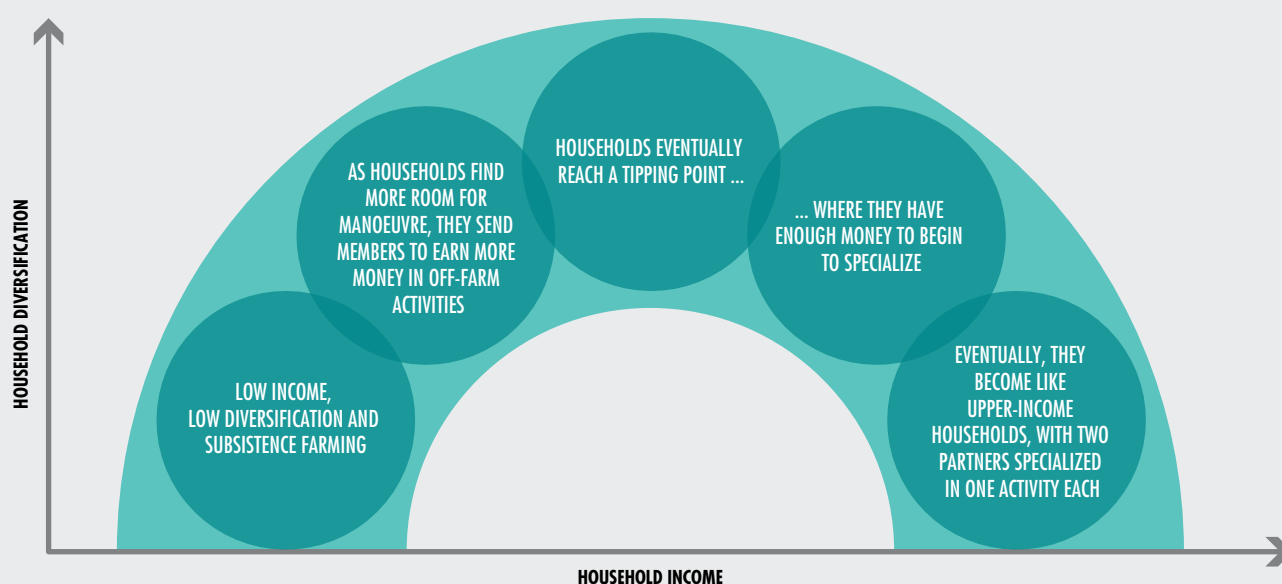 HOUSEHOLD DIVERSIFICATION
LOW INCOME,
LOW DIVERSIFICATION AND
SUBSISTENCE FARMING
AS HOUSEHOLDS FIND
MORE ROOM FOR
MANOEUVRE, THEY SEND
MEMBERS TO EARN MORE
MONEY IN OFF-FARM
ACTIVITIES
HOUSEHOLDS EVENTUALLY
REACH A TIPPING POINT ...
... WHERE THEY HAVE
ENOUGH MONEY TO BEGIN
TO SPECIALIZE
EVENTUALLY, THEY
BECOME LIKE
UPPER-INCOME
HOUSEHOLDS, WITH TWO
PARTNERS SPECIALIZED
IN ONE ACTIVITY EACH
HOUSEHOLD INCOME